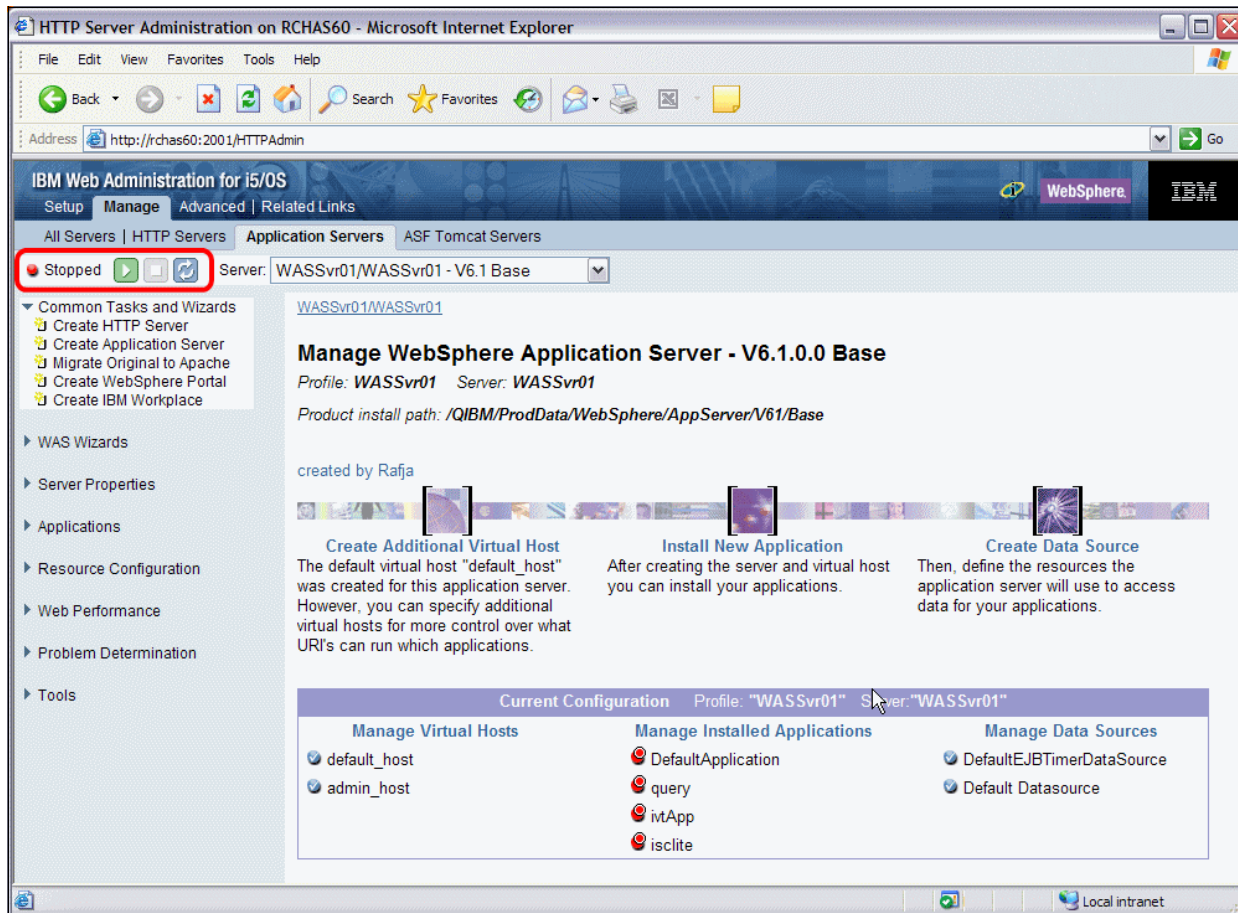 HTTP Server Administration on RCHAS60 - Microsoft Internet Explorer
File Edit View Favorites Tools Help
Back Search Favorites
Address http://rchas60:2001/HTTPAdmin Go
IBM Web Administration for i5/OS
WebSphere. IBM
Setup Manage Advanced | Related Links
All Servers | HTTP Servers Application Servers ASF Tomcat Servers
Stopped Server: WASSvr01/WASSvr01 - V6.1 Base
Common Tasks and Wizards
Create HTTP Server
Create Application Server
Migrate Original to Apache
Create WebSphere Portal
Create IBM Workplace
WAS Wizards
Server Properties
Applications
Resource Configuration
Web Performance
Problem Determination
Tools
WASSvr01/WASSvr01
Manage WebSphere Application Server - V6.1.0.0 Base
Profile: WASSvr01 Server: WASSvr01
Product install path: /QIBM/ProdData/WebSphere/AppServer/V61/Base
created by Rafja
Create Additional Virtual Host
The default virtual host "default_host"
was created for this application server.
However, you can specify additional
virtual hosts for more control over what
URI's can run which applications.
Install New Application
After creating the server and virtual host
you can install your applications.
Create Data Source
Then, define the resources the
application server will use to access
data for your applications.
Current Configuration Profile: "WASSvr01" Server:"WASSvr01"
Manage Virtual Hosts
default_host
admin_host
Manage Installed Applications
DefaultApplication
query
ivtApp
isclite
Manage Data Sources
DefaultEJBTimerDataSource
Default Datasource
Local intranet